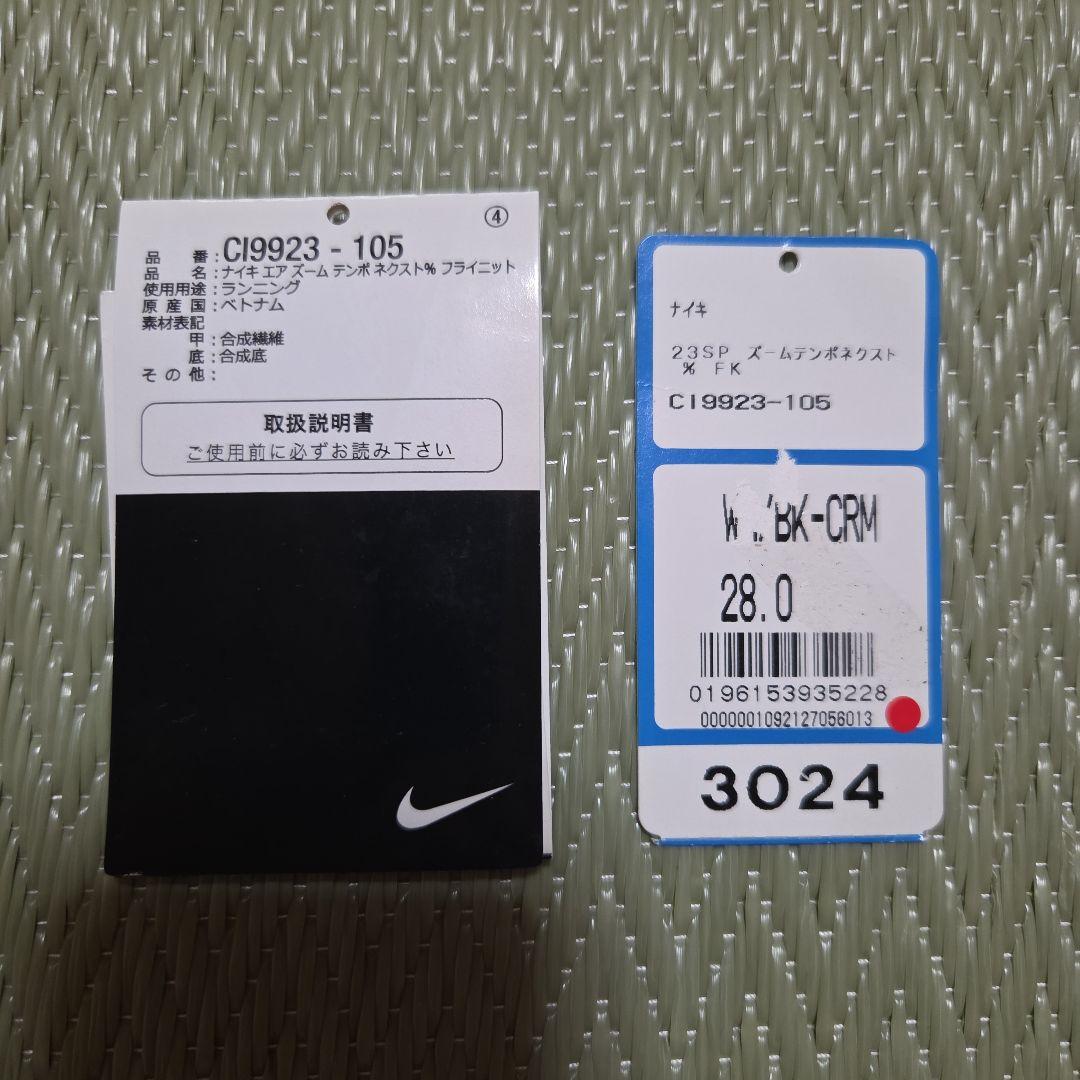 ④
品 番 : CI9923 - 105
品 名 : ナイキ エア ズーム テンポ ネクスト% フライニット
使用用途 : ランニング
原産国 : ベトナム
素材表記
甲 : 合成繊維
底 : 合成底
その他 :
取扱説明書
ご使用前に必ずお読み下さい
ナイキ
23SP ズームテンポネクスト
% FK
CI9923-105
/BK-CRM
28.0
0196153935228
0000001092127056013
3024